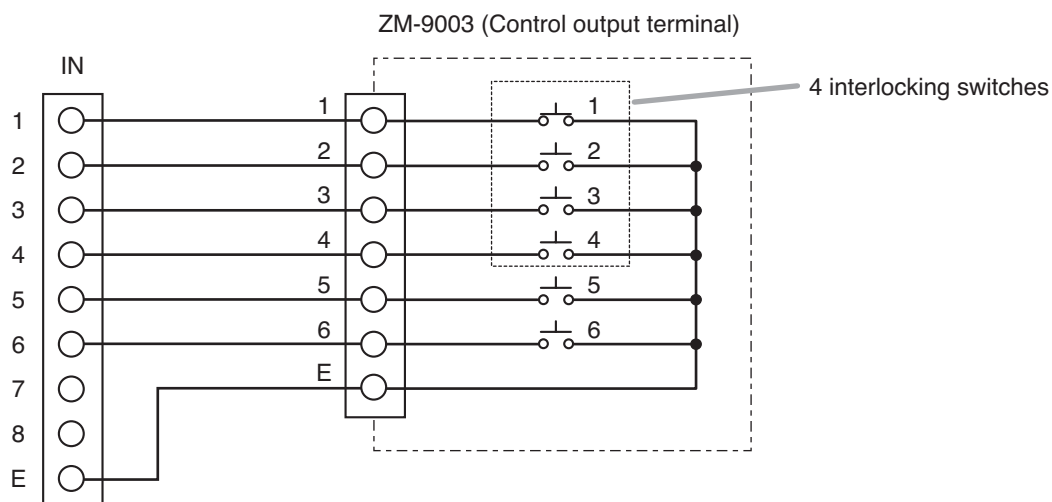 ZM-9003 (Control output terminal)
IN
4 interlocking switches
1 1 1
2 2 2
3 3 3
4 4 4
5 5 5
6 6 6
7 E
8
E